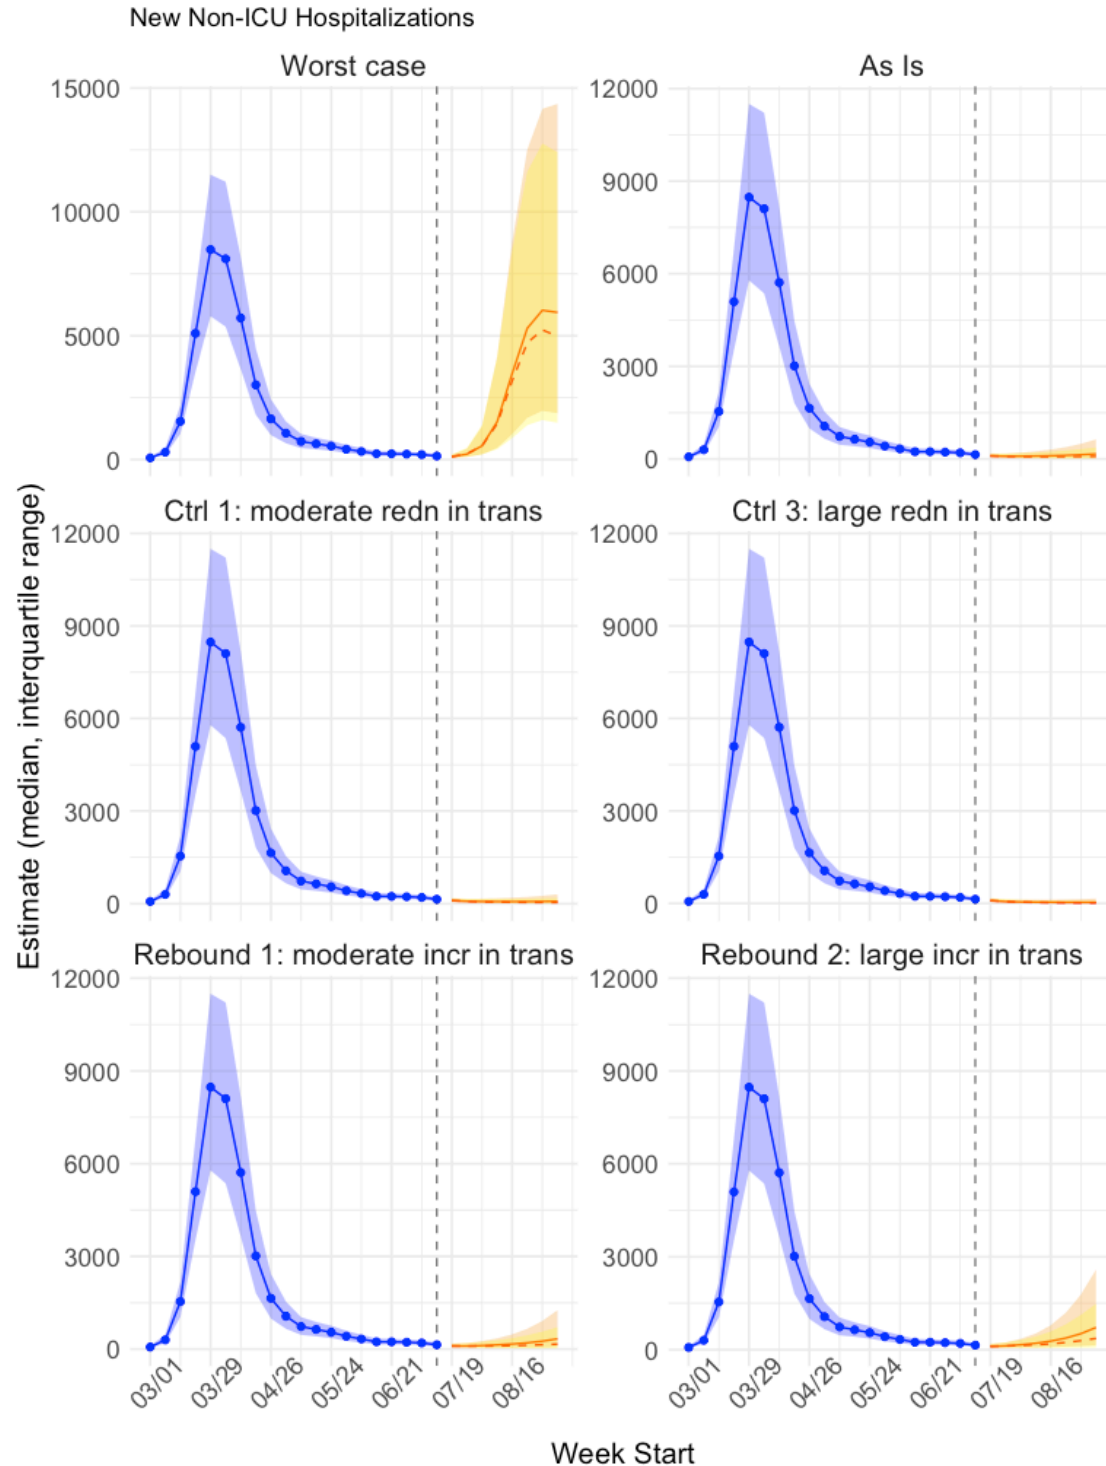 New Non-ICU Hospitalizations
Worst case
As Is
15000
10000
5000
0
12000
9000
6000
3000
0
Estimate (median, interquartile range)
Ctrl 1: moderate redn in trans
Ctrl 3: large redn in trans
12000
9000
6000
3000
0
12000
9000
6000
3000
0
Rebound 1: moderate incr in trans
Rebound 2: large incr in trans
12000
9000
6000
3000
0
12000
9000
6000
3000
0
03/01 03/29 04/26 05/24 06/21 07/19 08/16
03/01 03/29 04/26 05/24 06/21 07/19 08/16
Week Start